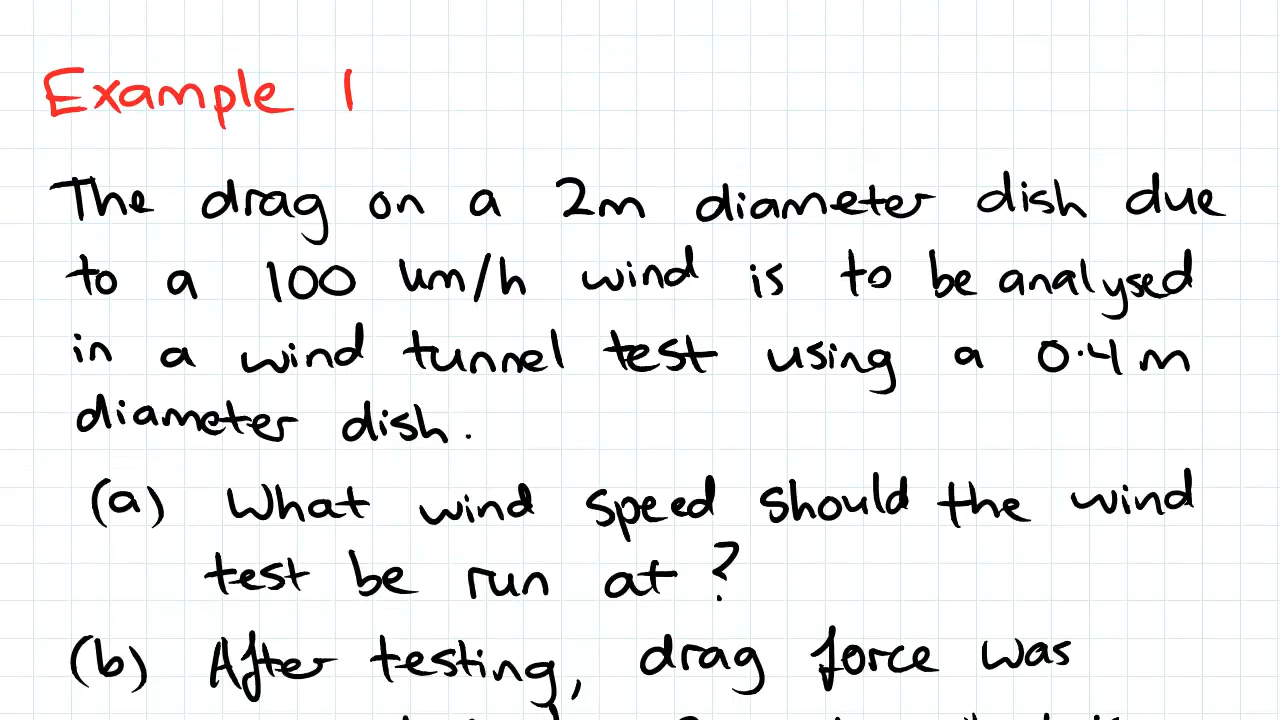 Example 1
The drag on a 2m diameter dish due
to a 100 km/h wind is to be analysed
in a wind tunnel test using a 0.4m
diameter dish.
(a) What wind speed should the wind
test be run at?
(b) After testing, drag force was